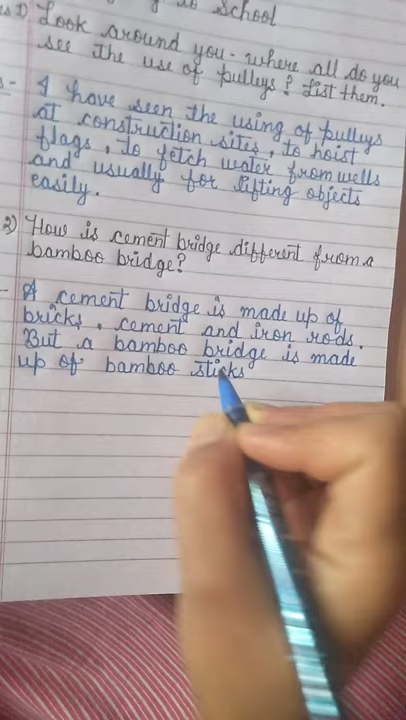 to School
1) Look around you - where all do you
see the use of pulleys? List them.
- I have seen the using of pulleys
at construction sites, to hoist
flags, to fetch water from wells
and usually for lifting objects
easily.
2) How is cement bridge different from a
bamboo bridge?
- A cement bridge is made up of
bricks, cement and iron rods.
But a bamboo bridge is made
up of bamboo sticks